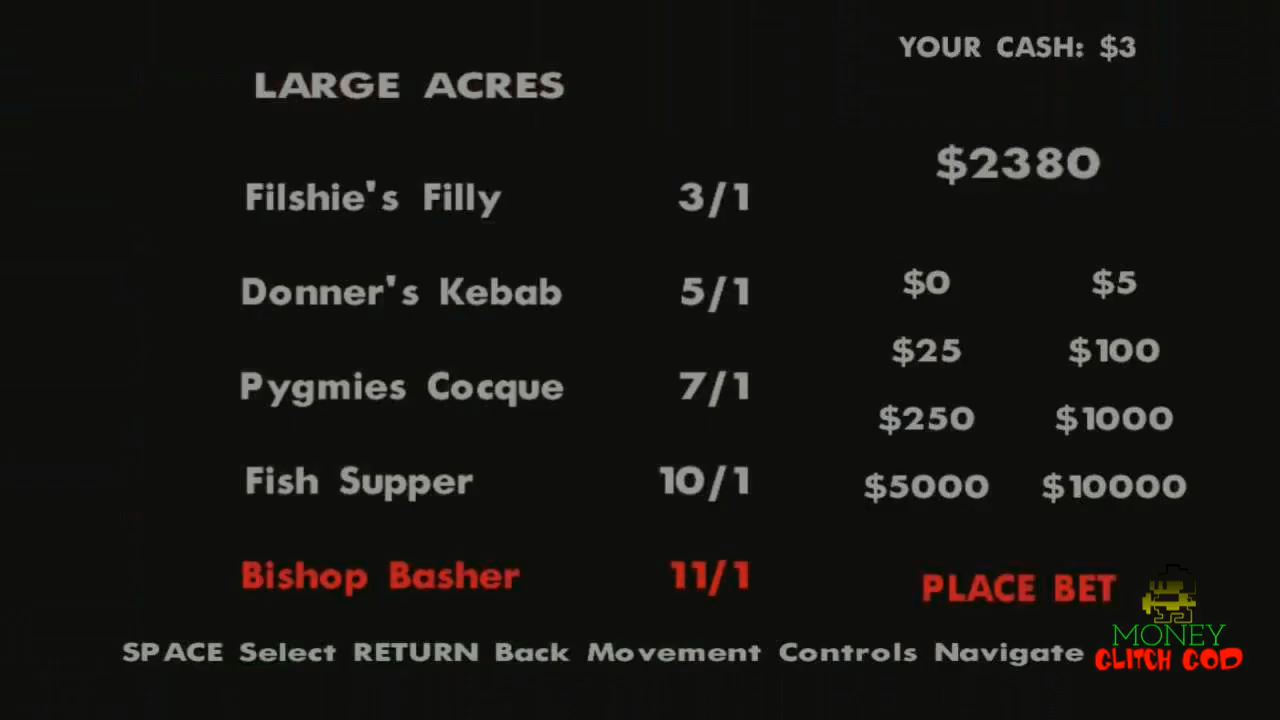 YOUR CASH: $3
LARGE ACRES
$2380
Filshie's Filly 3/1
Donner's Kebab 5/1
Pygmies Cocque 7/1
Fish Supper 10/1
Bishop Basher 11/1
$0 $5
$25 $100
$250 $1000
$5000 $10000
PLACE BET
SPACE Select RETURN Back Movement Controls Navigate
MONEY
GLITCH GOD